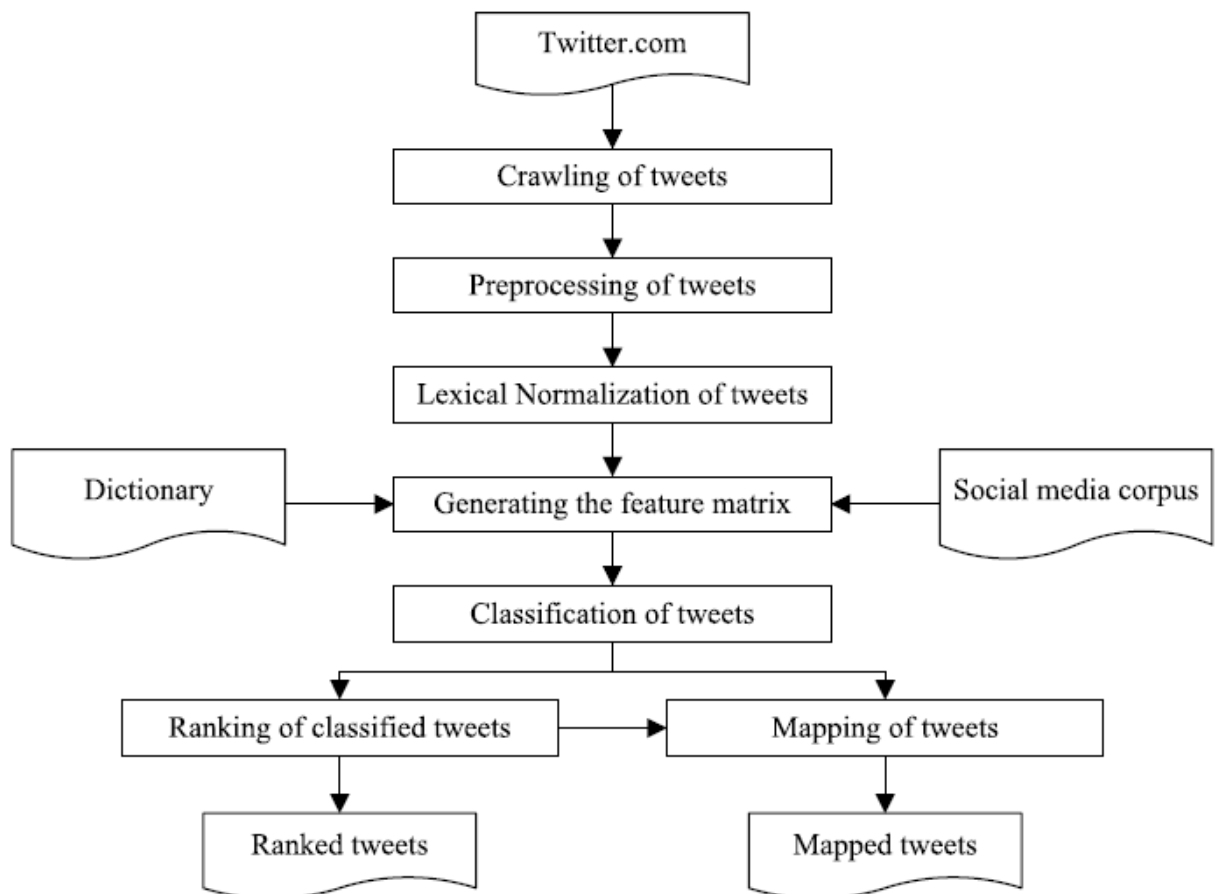 Twitter.com
Crawling of tweets
Preprocessing of tweets
Lexical Normalization of tweets
Dictionary
Generating the feature matrix
Social media corpus
Classification of tweets
Ranking of classified tweets
Mapping of tweets
Ranked tweets
Mapped tweets